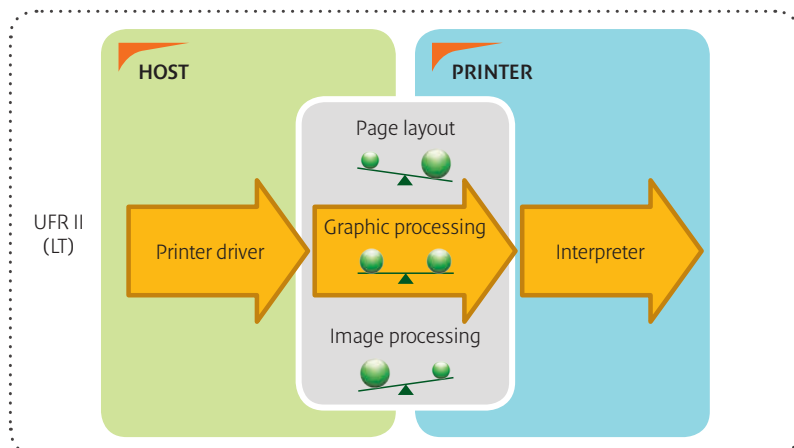 HOST
PRINTER
Page layout
UFR II
(LT)
Printer driver
Graphic processing
Interpreter
Image processing